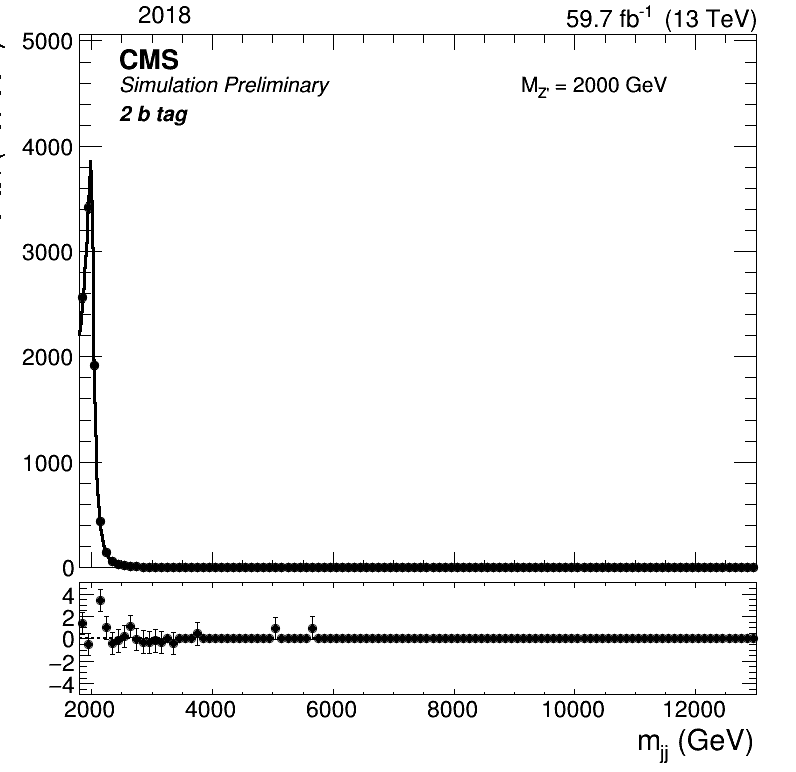 2018
59.7 fb⁻¹ (13 TeV)
5000
CMS
Simulation Preliminary
M_Z' = 2000 GeV
2 b tag
4000
3000
2000
1000
0
4
2
0
−2
−4
2000 4000 6000 8000 10000 12000
m_jj (GeV)